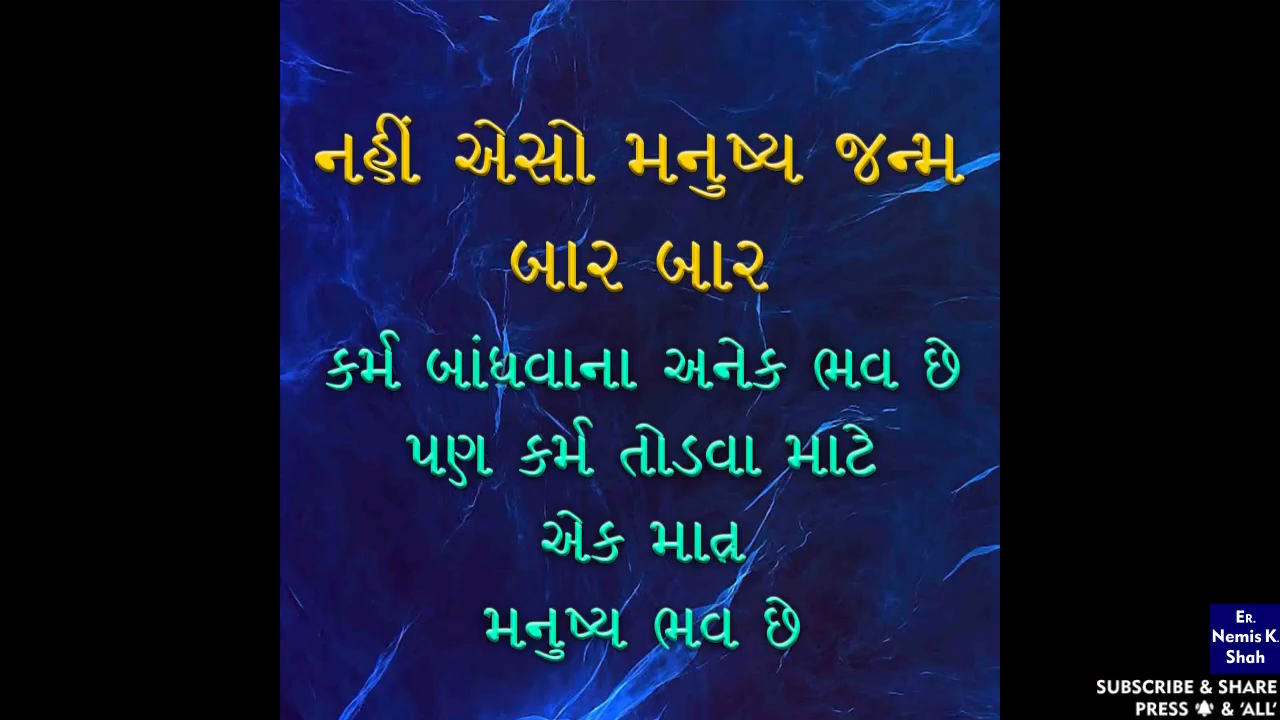 નહીં એસો મનુષ્ય જન્મ
બાર બાર
કર્મ બાંધવાના અનેક ભવ છે
પણ કર્મ તોડવા માટે
એક માત્ર
મનુષ્ય ભવ છે
ER.
Nemis K.
Shah
SUBSCRIBE & SHARE
PRESS 🔔 & 'ALL'